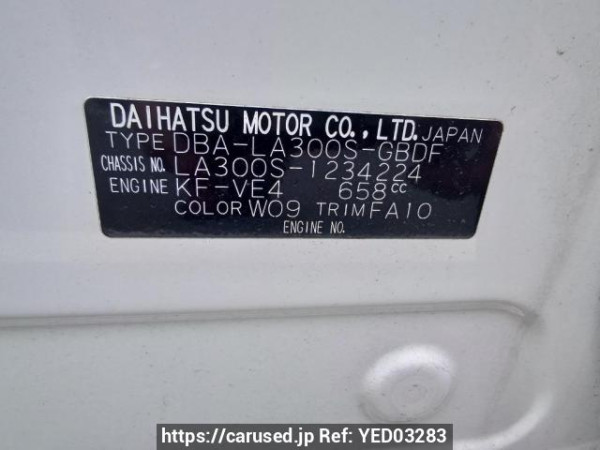 DAIHATSU MOTOR CO., LTD. JAPAN
TYPE DBA-LA300S-GBDF
CHASSIS NO. LA300S-1234224
ENGINE KF-VE4 658cc
COLOR W09 TRIM FA10
ENGINE NO.
https://carused.jp Ref: YED03283